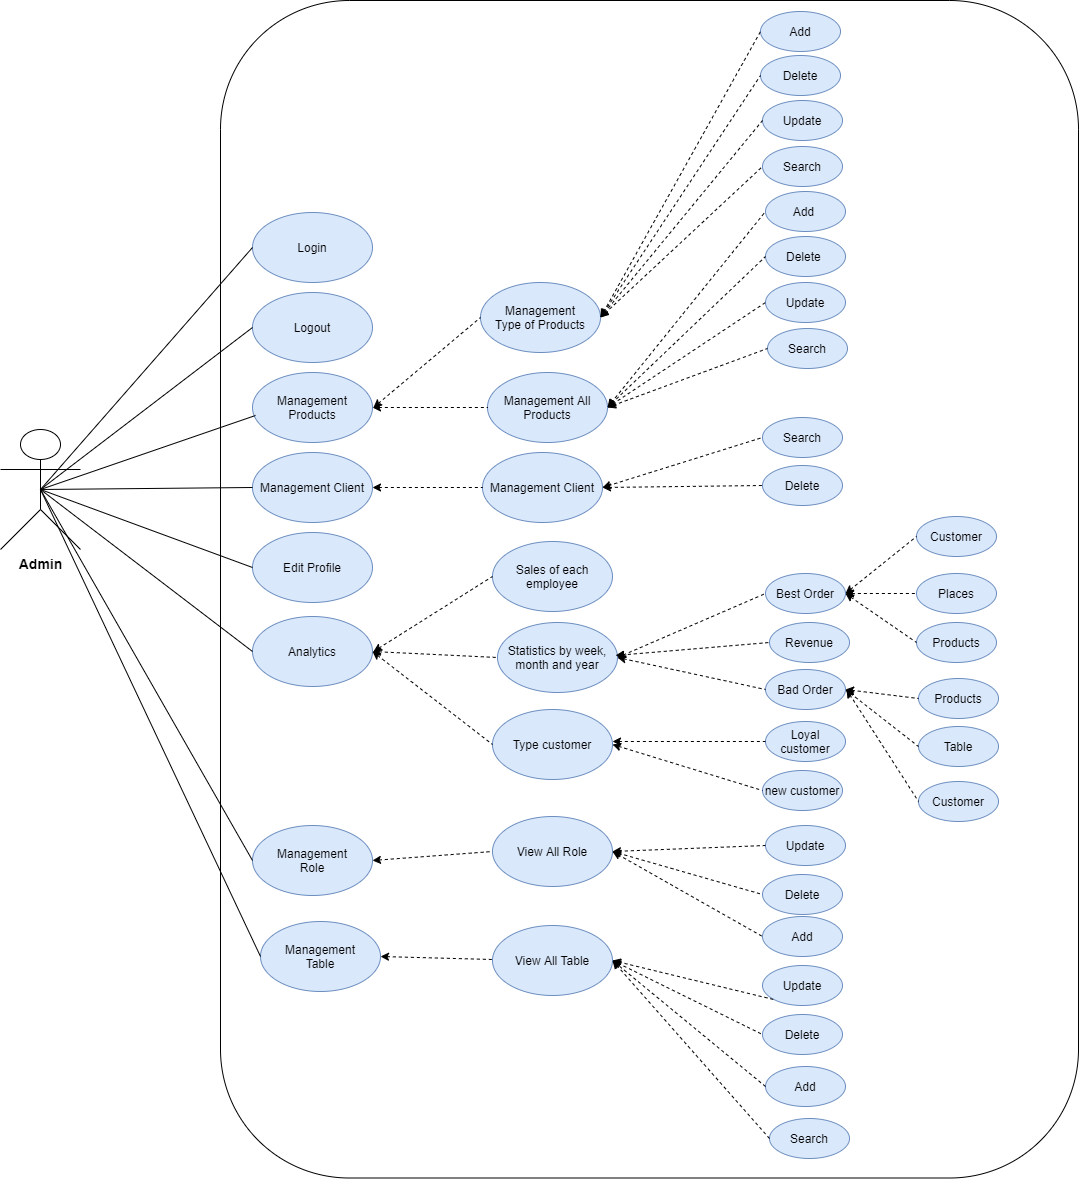 Add
Delete
Update
Search
Add
Delete
Update
Search
Login
Logout
Management
Type of Products
Management
Products
Management All
Products
Management Client
Management Client
Search
Delete
Admin
Edit Profile
Sales of each
employee
Analytics
Statistics by week,
month and year
Type customer
Best Order
Revenue
Bad Order
Loyal
customer
new customer
Customer
Places
Products
Products
Table
Customer
Management
Role
View All Role
Update
Delete
Add
Management
Table
View All Table
Update
Delete
Add
Search